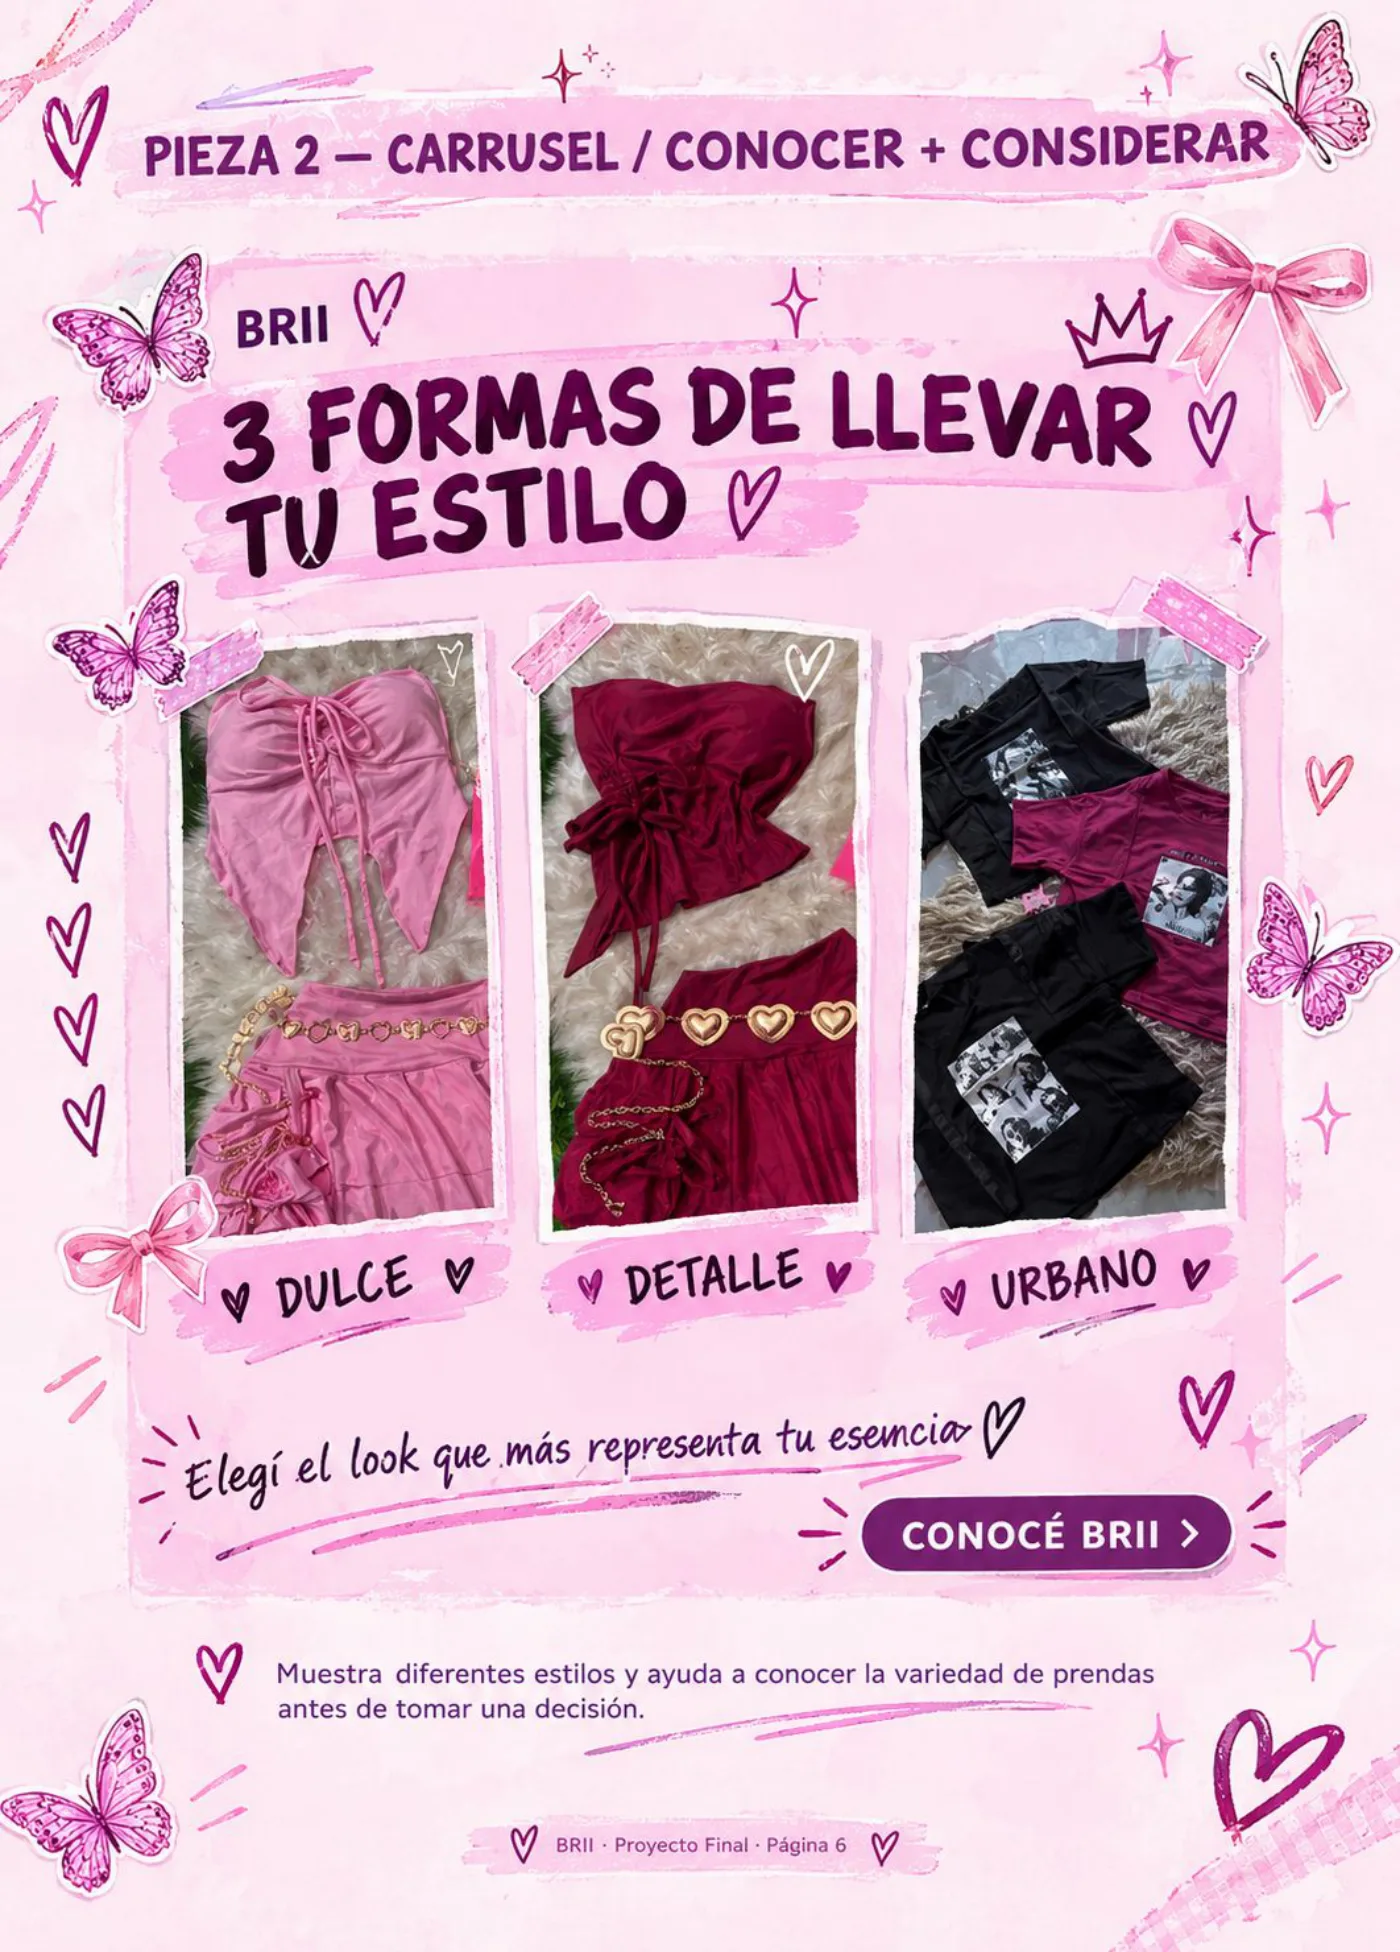 PIEZA 2 — CARRUSEL / CONOCER + CONSIDERAR
BRII
3 FORMAS DE LLEVAR
TU ESTILO
DULCE
DETALLE
URBANO
Elegí el look que más representa tu esemcia
CONOCÉ BRII >
Muestra diferentes estilos y ayuda a conocer la variedad de prendas
antes de tomar una decisión.
BRII · Proyecto Final · Página 6